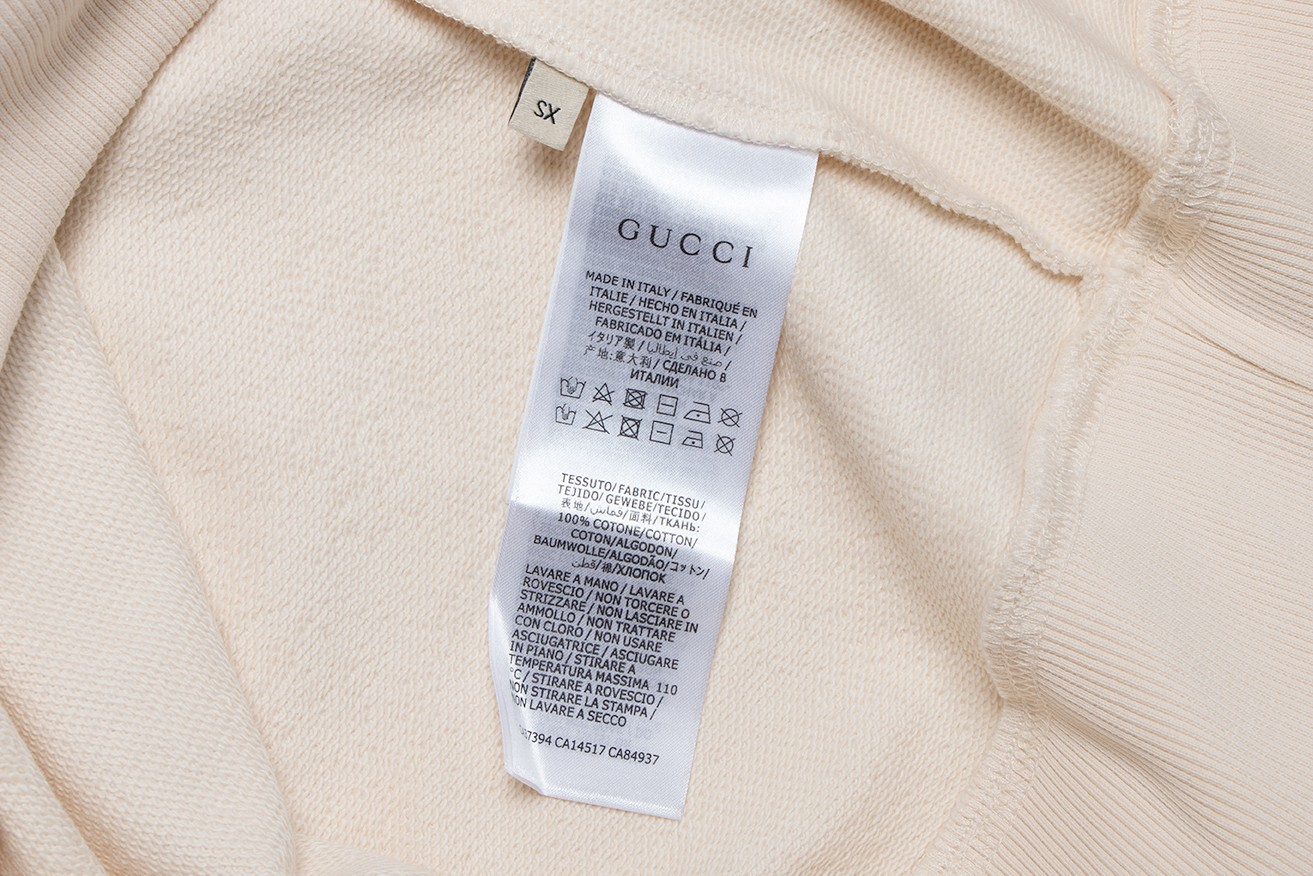 XS
GUCCI
MADE IN ITALY / FABRIQUÉ EN
ITALIE / HECHO EN ITALIA /
HERGESTELLT IN ITALIEN /
FABRICADO EM ITÁLIA /
イタリア製 / صنع في إيطاليا /
产地:意大利 / СДЕЛАНО В
ИТАЛИИ
TESSUTO/FABRIC/TISSU/
TEJIDO/GEWEBE/TECIDO/
表地/قماش/面料/ТКАНЬ:
100% COTONE/COTTON/
COTON/ALGODON/
BAUMWOLLE/ALGODÃO/コットン/
قطن/棉/ХЛОПОК
LAVARE A MANO / LAVARE A
ROVESCIO / NON TORCERE O
STRIZZARE / NON LASCIARE IN
AMMOLLO / NON TRATTARE
CON CLORO / NON USARE
ASCIUGATRICE / ASCIUGARE
IN PIANO / STIRARE A
TEMPERATURA MASSIMA 110
°C / STIRARE A ROVESCIO /
NON STIRARE LA STAMPA /
NON LAVARE A SECCO
CA14517 CA84937